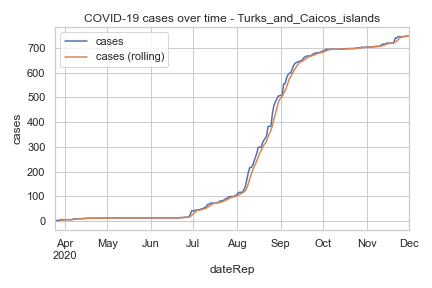 COVID-19 cases over time - Turks_and_Caicos_islands
cases
cases (rolling)
700
600
500
400
300
200
100
0
cases
Apr May Jun Jul Aug Sep Oct Nov Dec
2020
dateRep